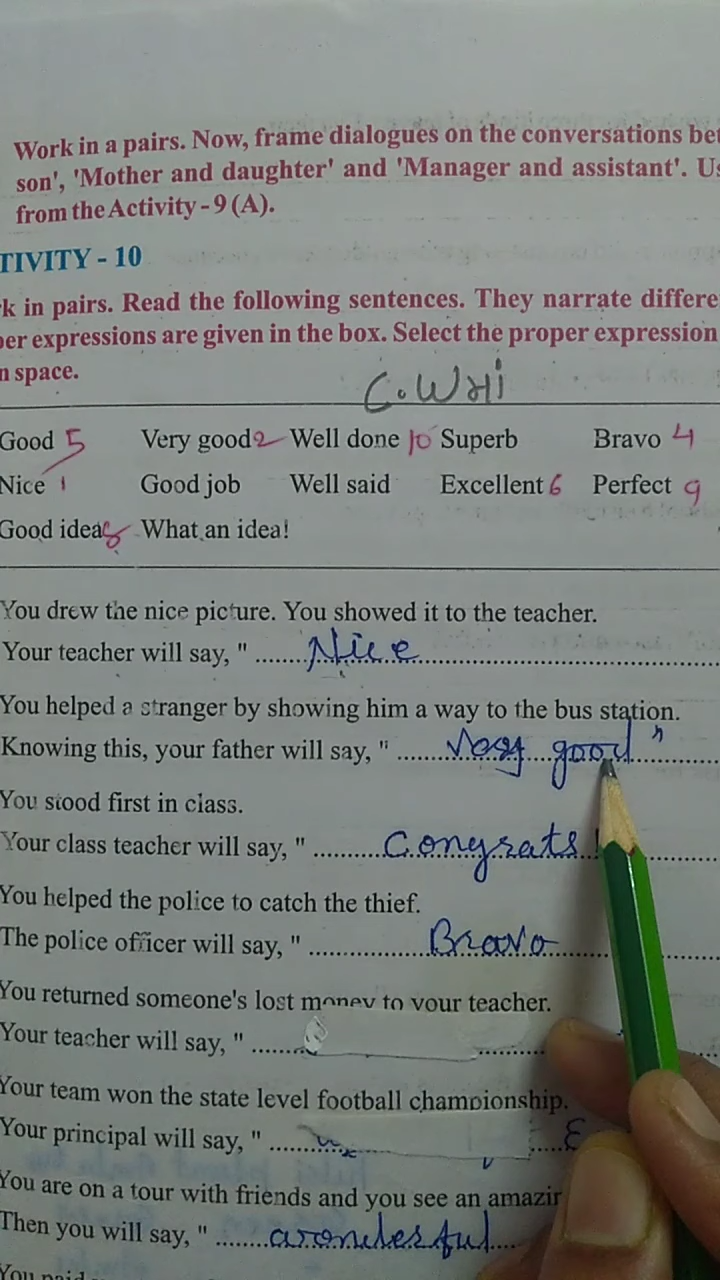 Work in a pairs. Now, frame dialogues on the conversations bet
son', 'Mother and daughter' and 'Manager and assistant'. Us
from the Activity - 9 (A).
TIVITY - 10
k in pairs. Read the following sentences. They narrate differe
er expressions are given in the box. Select the proper expression
n space.
C.W માં
Good 5 Very good 2 Well done 10 Superb Bravo 4
Nice 1 Good job Well said Excellent 6 Perfect 9
Good idea 8 What an idea!
You drew the nice picture. You showed it to the teacher.
Your teacher will say, " ....... Nice .......
You helped a stranger by showing him a way to the bus station.
Knowing this, your father will say, " ....... Very good " .......
You stood first in class.
Your class teacher will say, " ....... Congrats .......
You helped the police to catch the thief.
The police officer will say, " ....... Bravo .......
You returned someone's lost money to your teacher.
Your teacher will say, " .......
Your team won the state level football championship.
Your principal will say, " ....... E
You are on a tour with friends and you see an amazin
Then you will say, " ....... wonderful .......
You paid